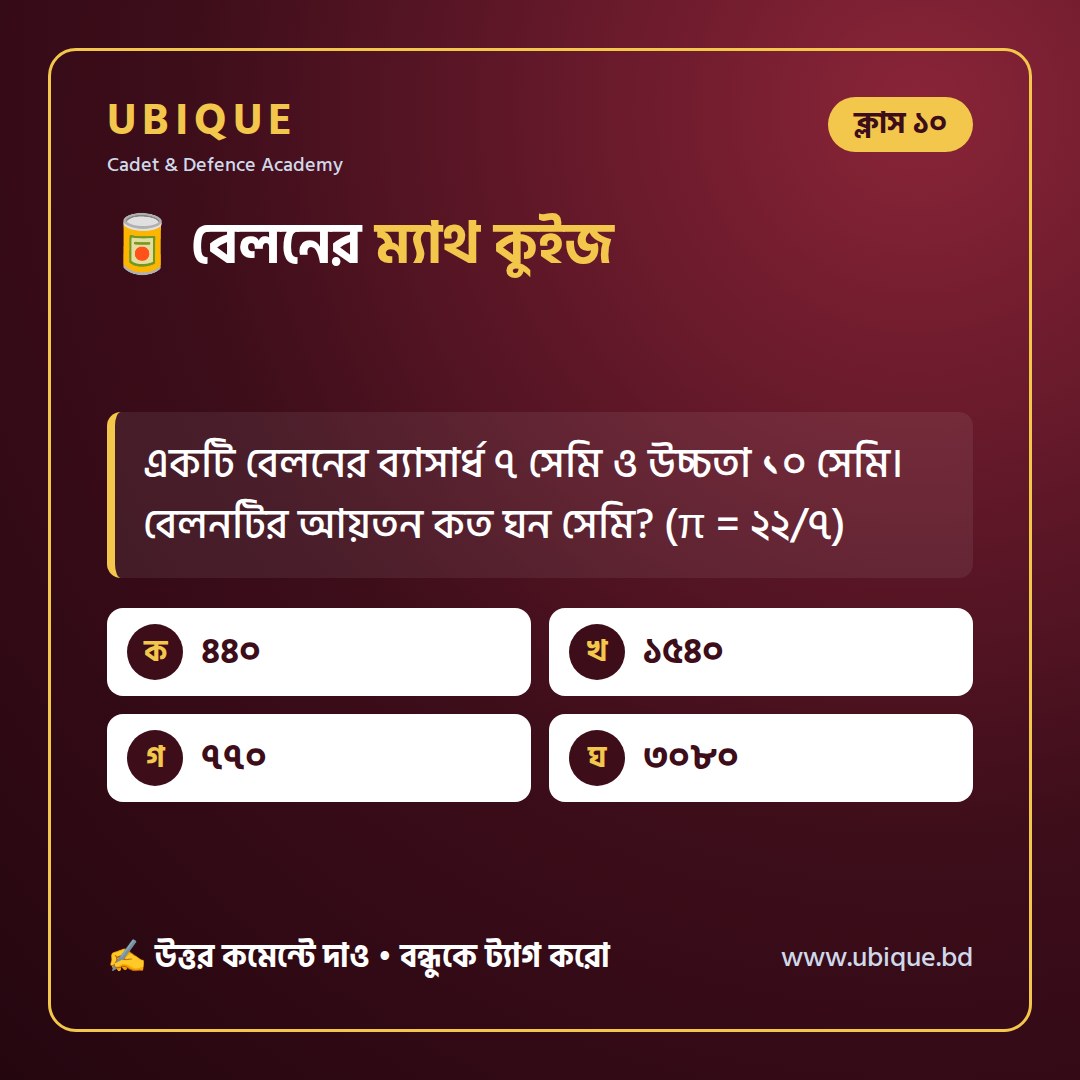 UBIQUE
Cadet & Defence Academy
ক্লাস ১০
বেলনের ম্যাথ কুইজ
একটি বেলনের ব্যাসার্ধ ৭ সেমি ও উচ্চতা ১০ সেমি।
বেলনটির আয়তন কত ঘন সেমি? (π = ২২/৭)
ক ৪৪০
খ ১৫৪০
গ ৭৭০
ঘ ৩০৮০
উত্তর কমেন্টে দাও • বন্ধুকে ট্যাগ করো
www.ubique.bd